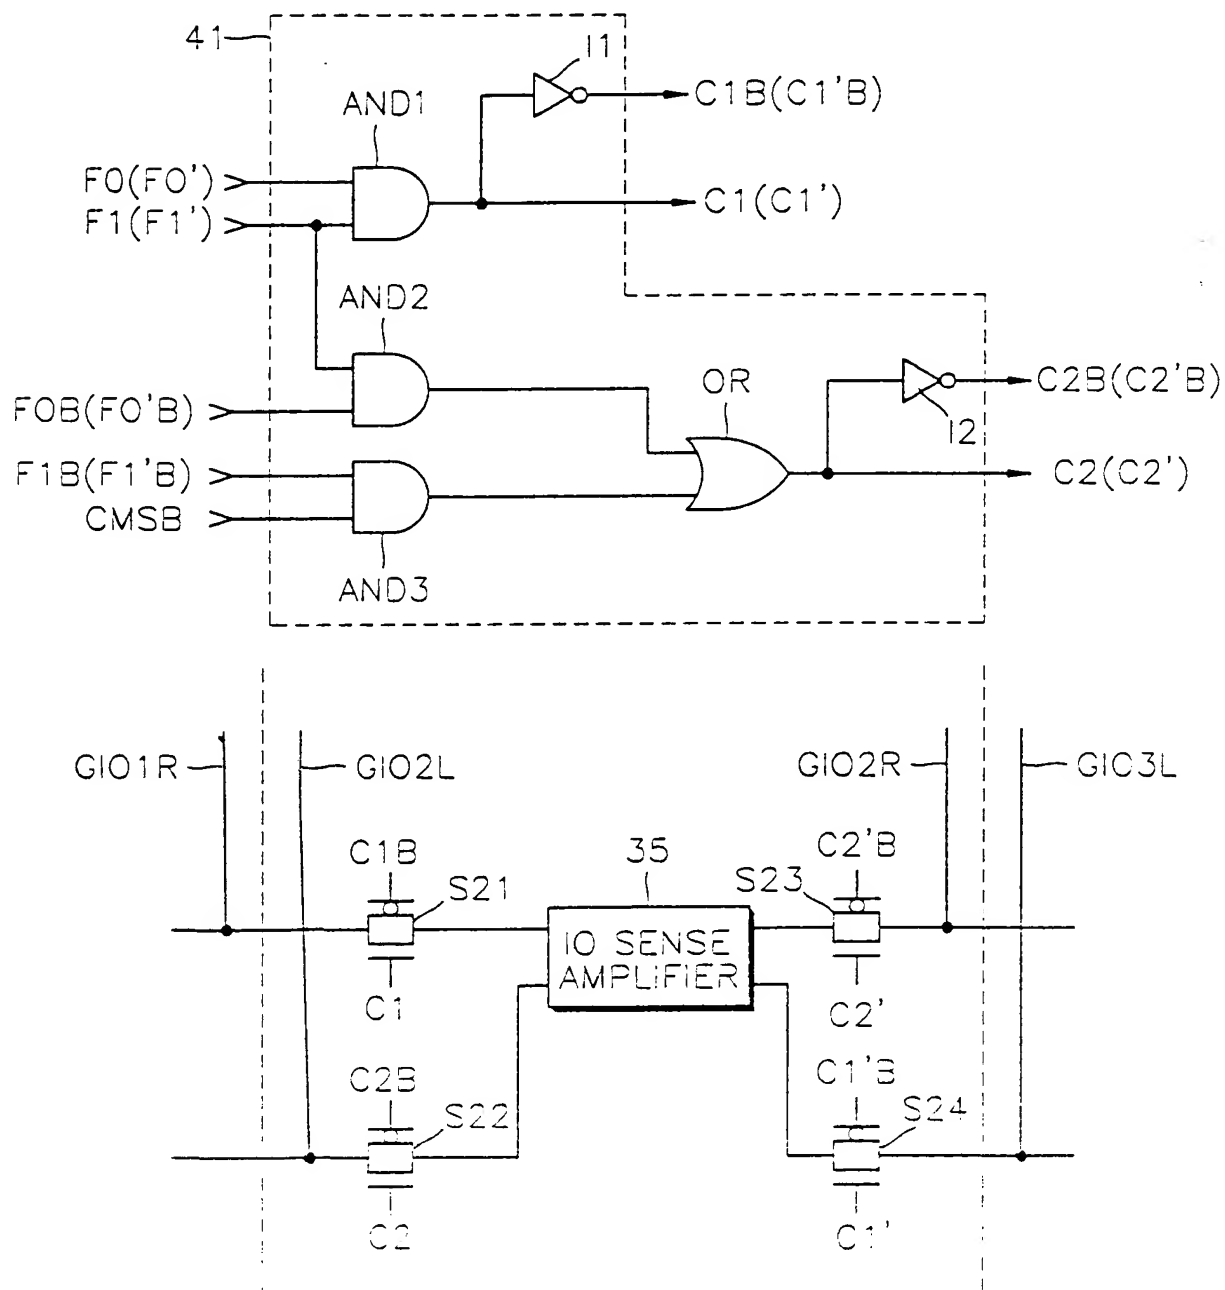 41
I1
C1B(C1'B)
AND1
F0(F0')
C1(C1')
F1(F1')
AND2
C2B(C2'B)
OR
F0B(F0'B)
I2
F1B(F1'B)
C2(C2')
CMSB
AND3
GIO1R
GIO2L
GIO2R
GIO3L
35
C1B
C2'B
S21
S23
IO SENSE
AMPLIFIER
C1
C2'
C2B
C1'B
S22
S24
C2
C1'